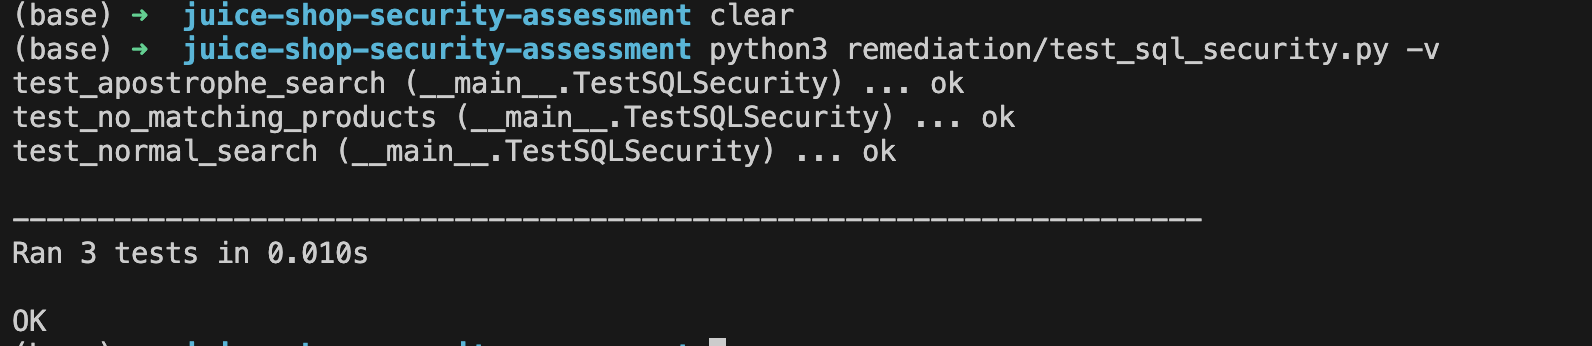 (base) → juice-shop-security-assessment clear
(base) → juice-shop-security-assessment python3 remediation/test_sql_security.py -v
test_apostrophe_search (__main__.TestSQLSecurity) ... ok
test_no_matching_products (__main__.TestSQLSecurity) ... ok
test_normal_search (__main__.TestSQLSecurity) ... ok
----------------------------------------------------------------------
Ran 3 tests in 0.010s
OK